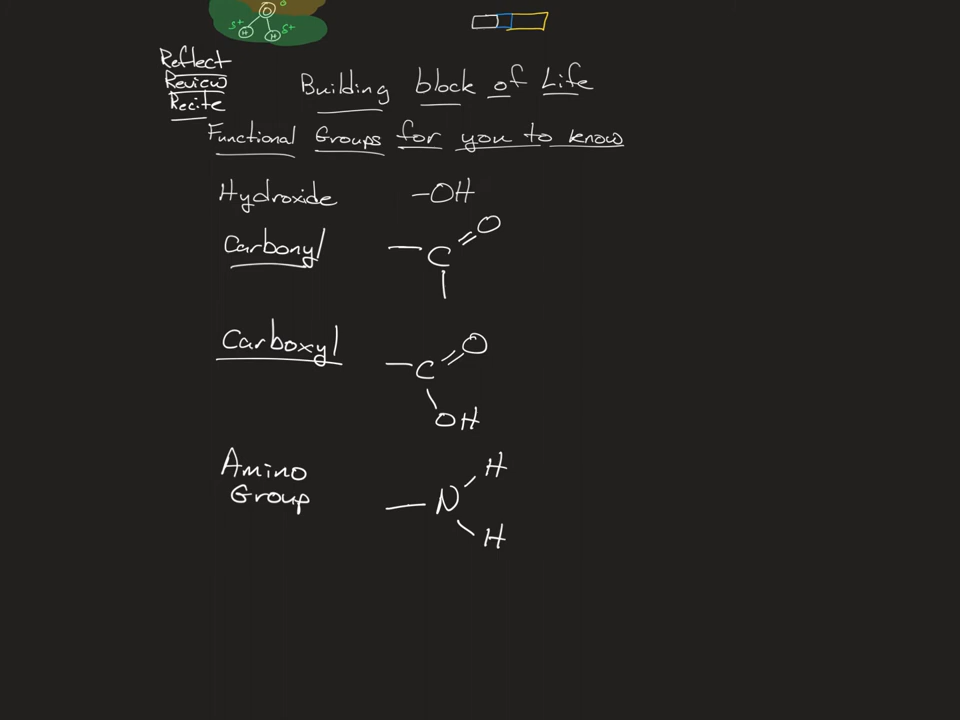 O
δ+ H H δ+
Reflect
Review
Recite
Building block of Life
Functional Groups for you to know
Hydroxide -OH
Carbonyl
O
C
Carboxyl
O
C
OH
Amino
Group
H
N
H